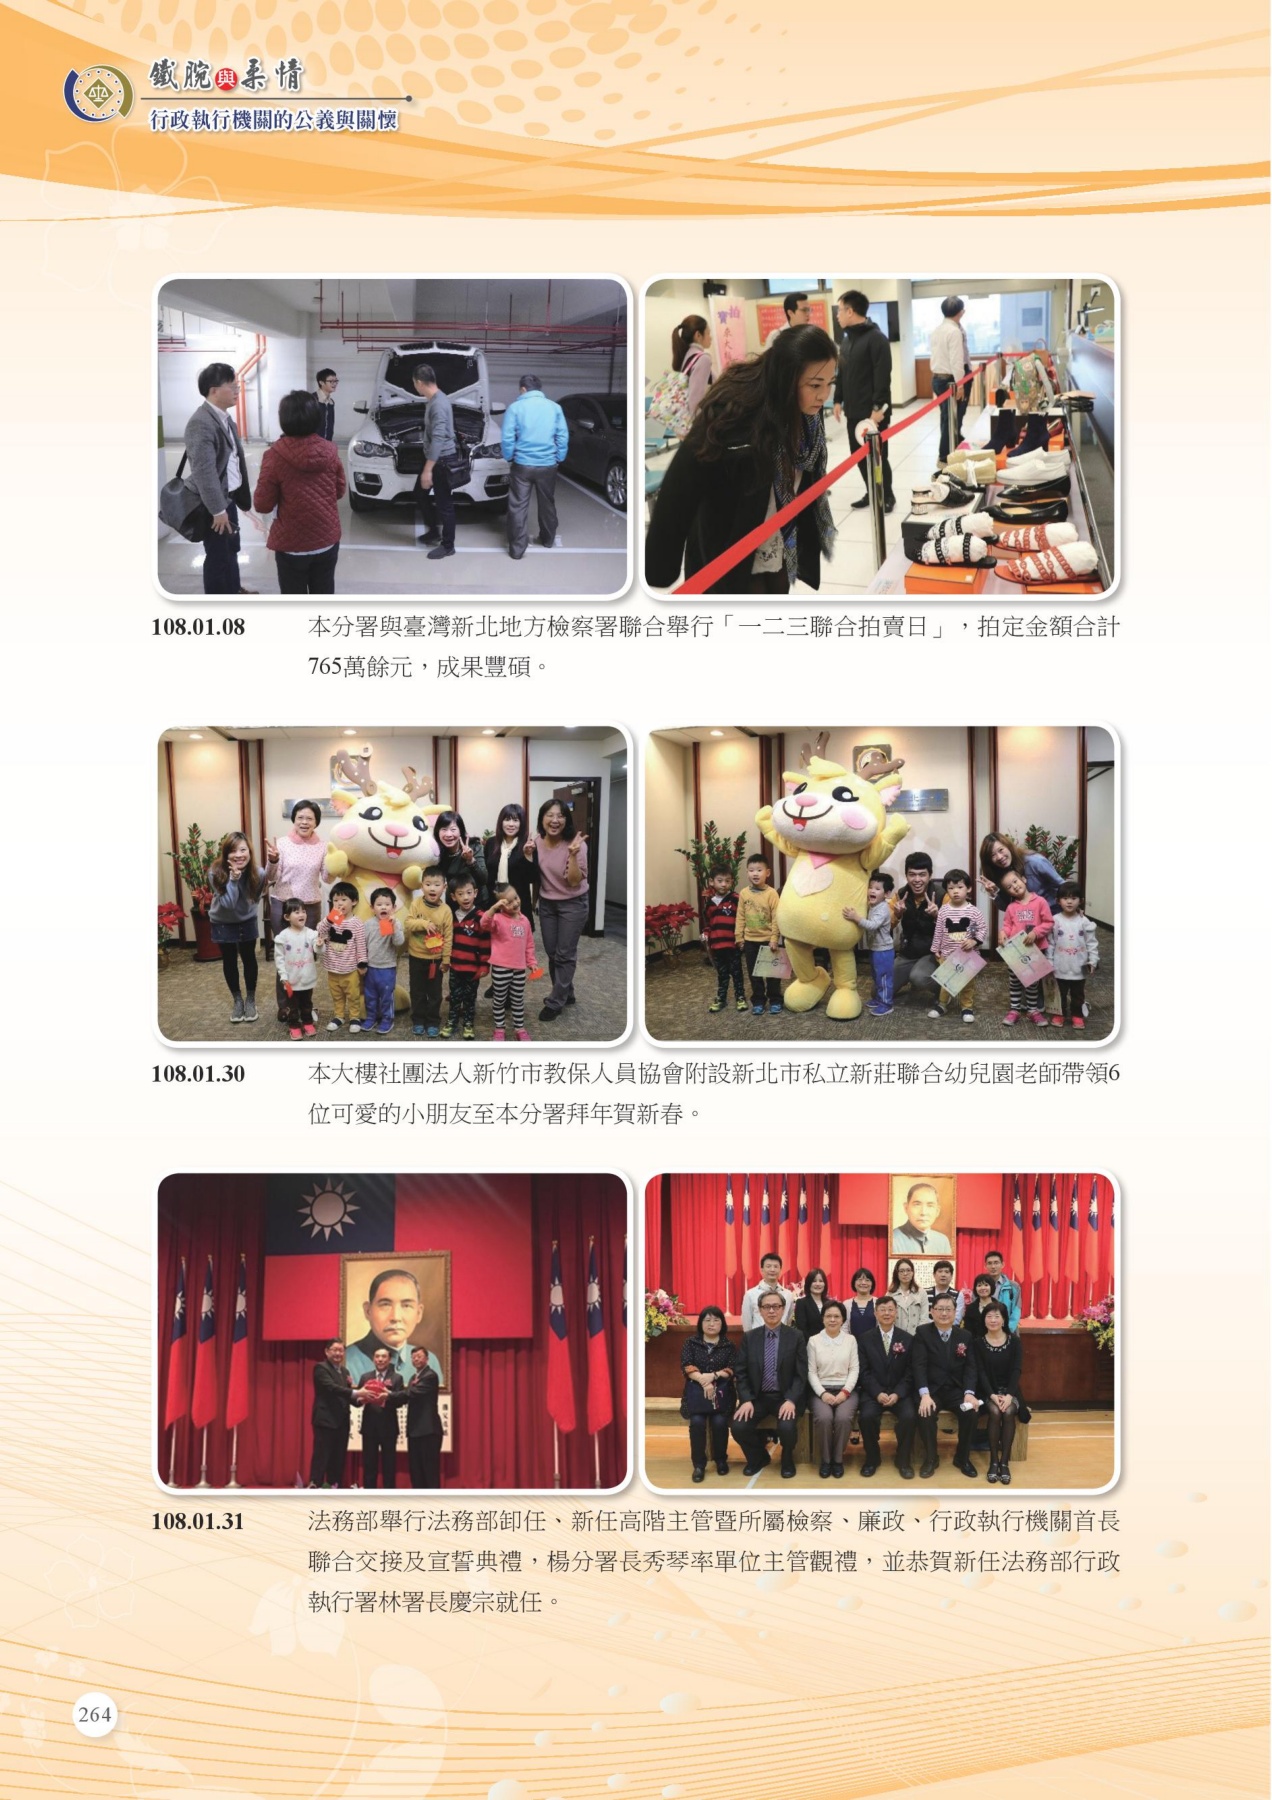 鐵腕與柔情
行政執行機關的公義與關懷
108.01.08 本分署與臺灣新北地方檢察署聯合舉行「一二三聯合拍賣日」，拍定金額合計
765萬餘元，成果豐碩。
108.01.30 本大樓社團法人新竹市教保人員協會附設新北市私立新莊聯合幼兒園老師帶領6
位可愛的小朋友至本分署拜年賀新春。
108.01.31 法務部舉行法務部卸任、新任高階主管暨所屬檢察、廉政、行政執行機關首長
聯合交接及宣誓典禮，楊分署長秀琴率單位主管觀禮，並恭賀新任法務部行政
執行署林署長慶宗就任。
264